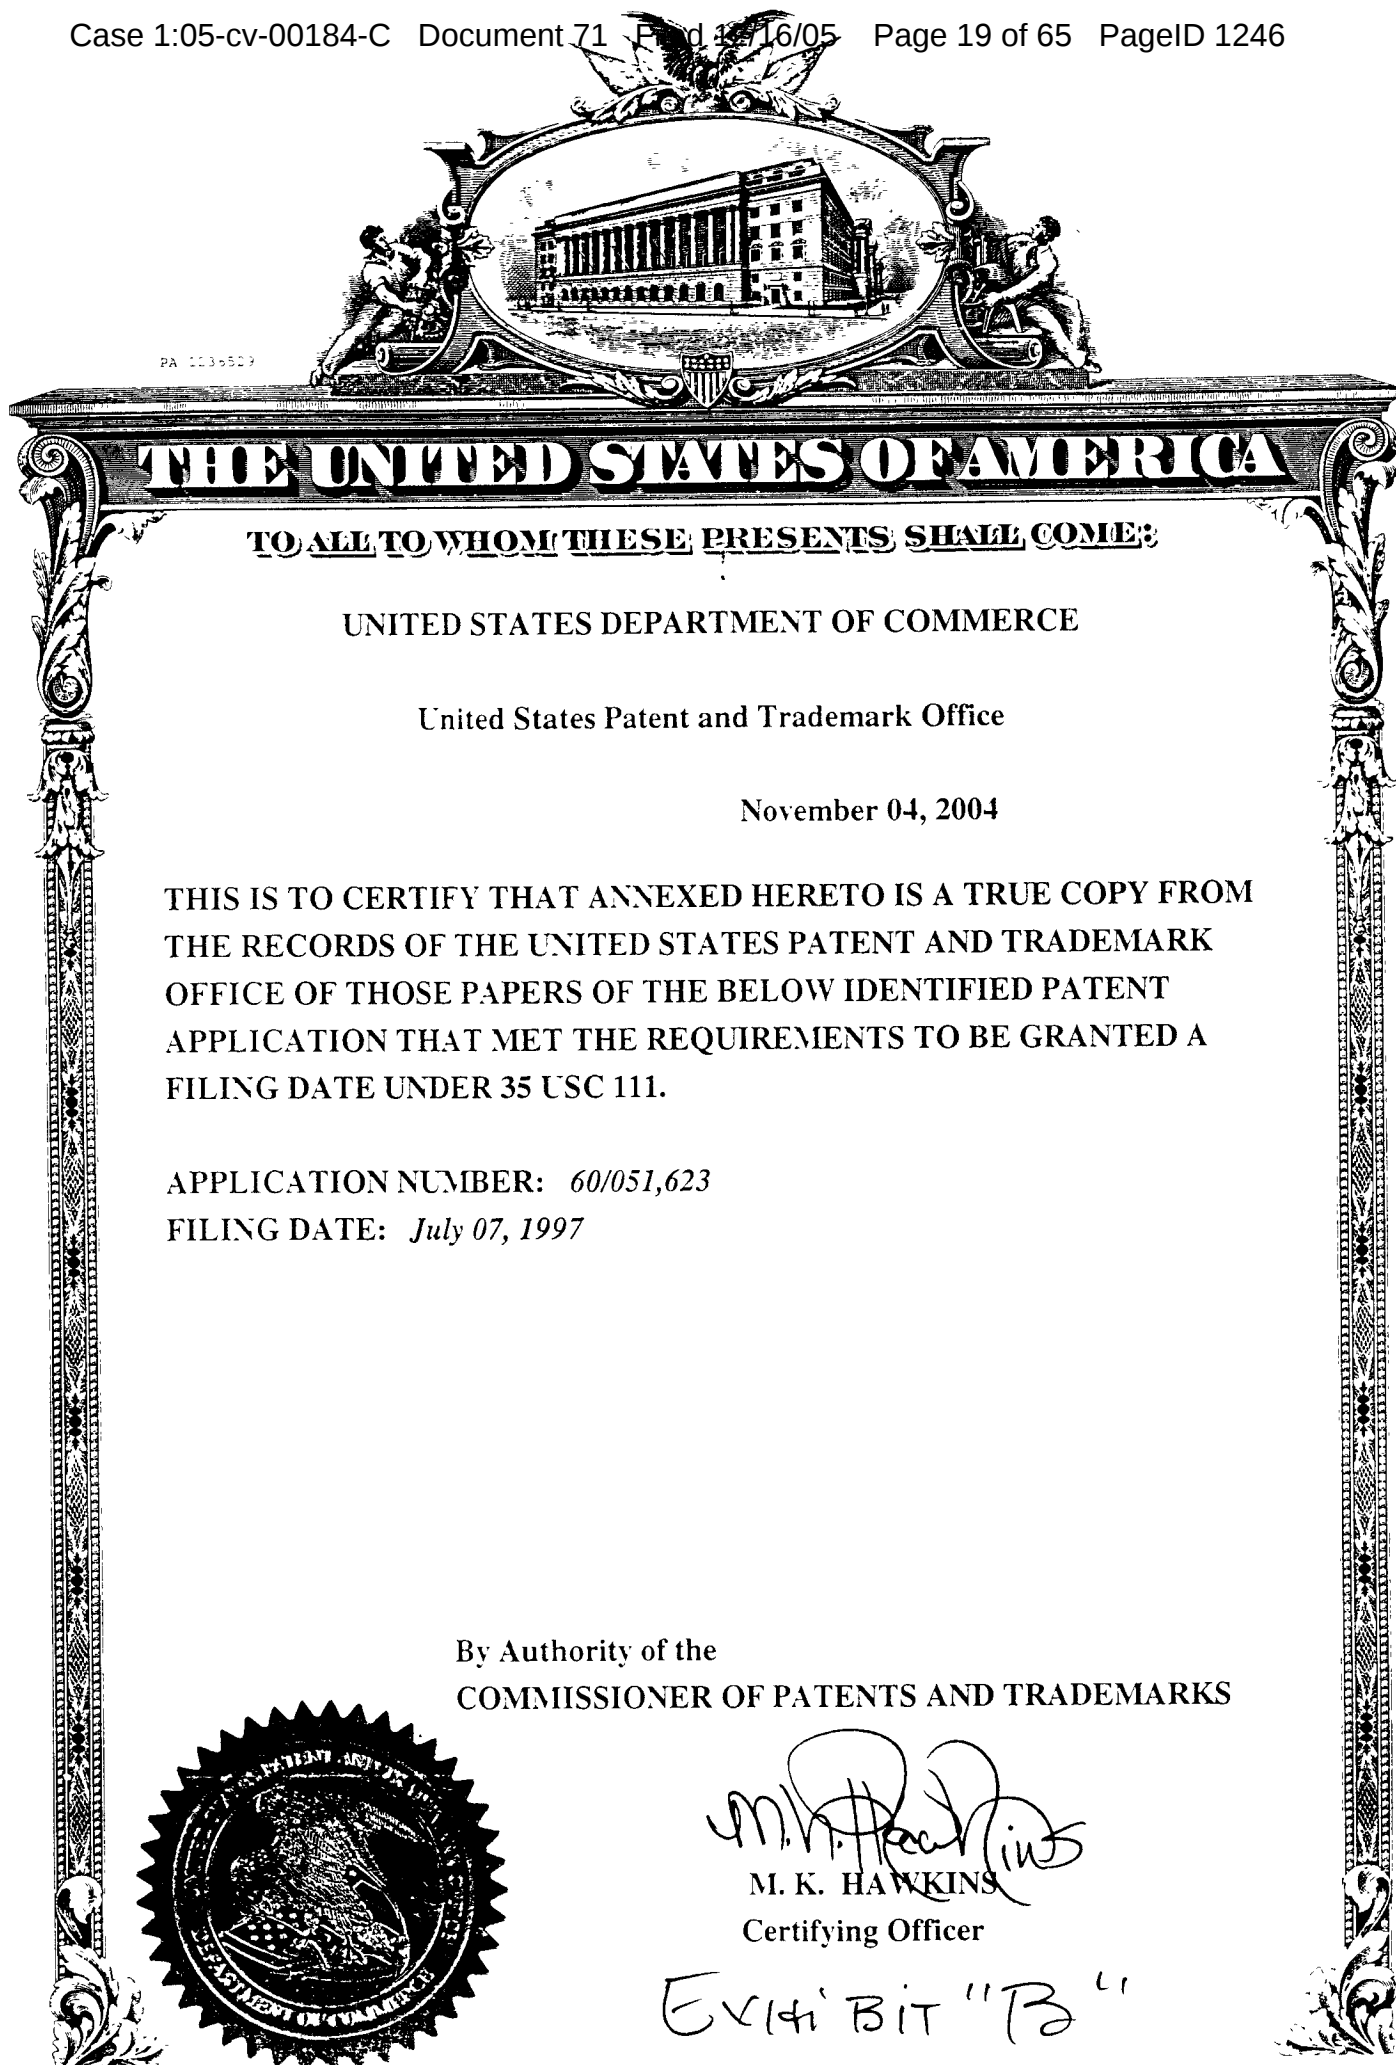 Case 1:05-cv-00184-C Document 71 Filed 12/16/05 Page 19 of 65 PageID 1246
THE UNITED STATES OF AMERICA
TO ALL TO WHOM THESE PRESENTS SHALL COME:
UNITED STATES DEPARTMENT OF COMMERCE
United States Patent and Trademark Office
November 04, 2004
THIS IS TO CERTIFY THAT ANNEXED HERETO IS A TRUE COPY FROM
THE RECORDS OF THE UNITED STATES PATENT AND TRADEMARK
OFFICE OF THOSE PAPERS OF THE BELOW IDENTIFIED PATENT
APPLICATION THAT MET THE REQUIREMENTS TO BE GRANTED A
FILING DATE UNDER 35 USC 111.
APPLICATION NUMBER: 60/051,623
FILING DATE: July 07, 1997
By Authority of the
COMMISSIONER OF PATENTS AND TRADEMARKS
M.K. Hawkins
M. K. HAWKINS
Certifying Officer
EXHiBiT "B"